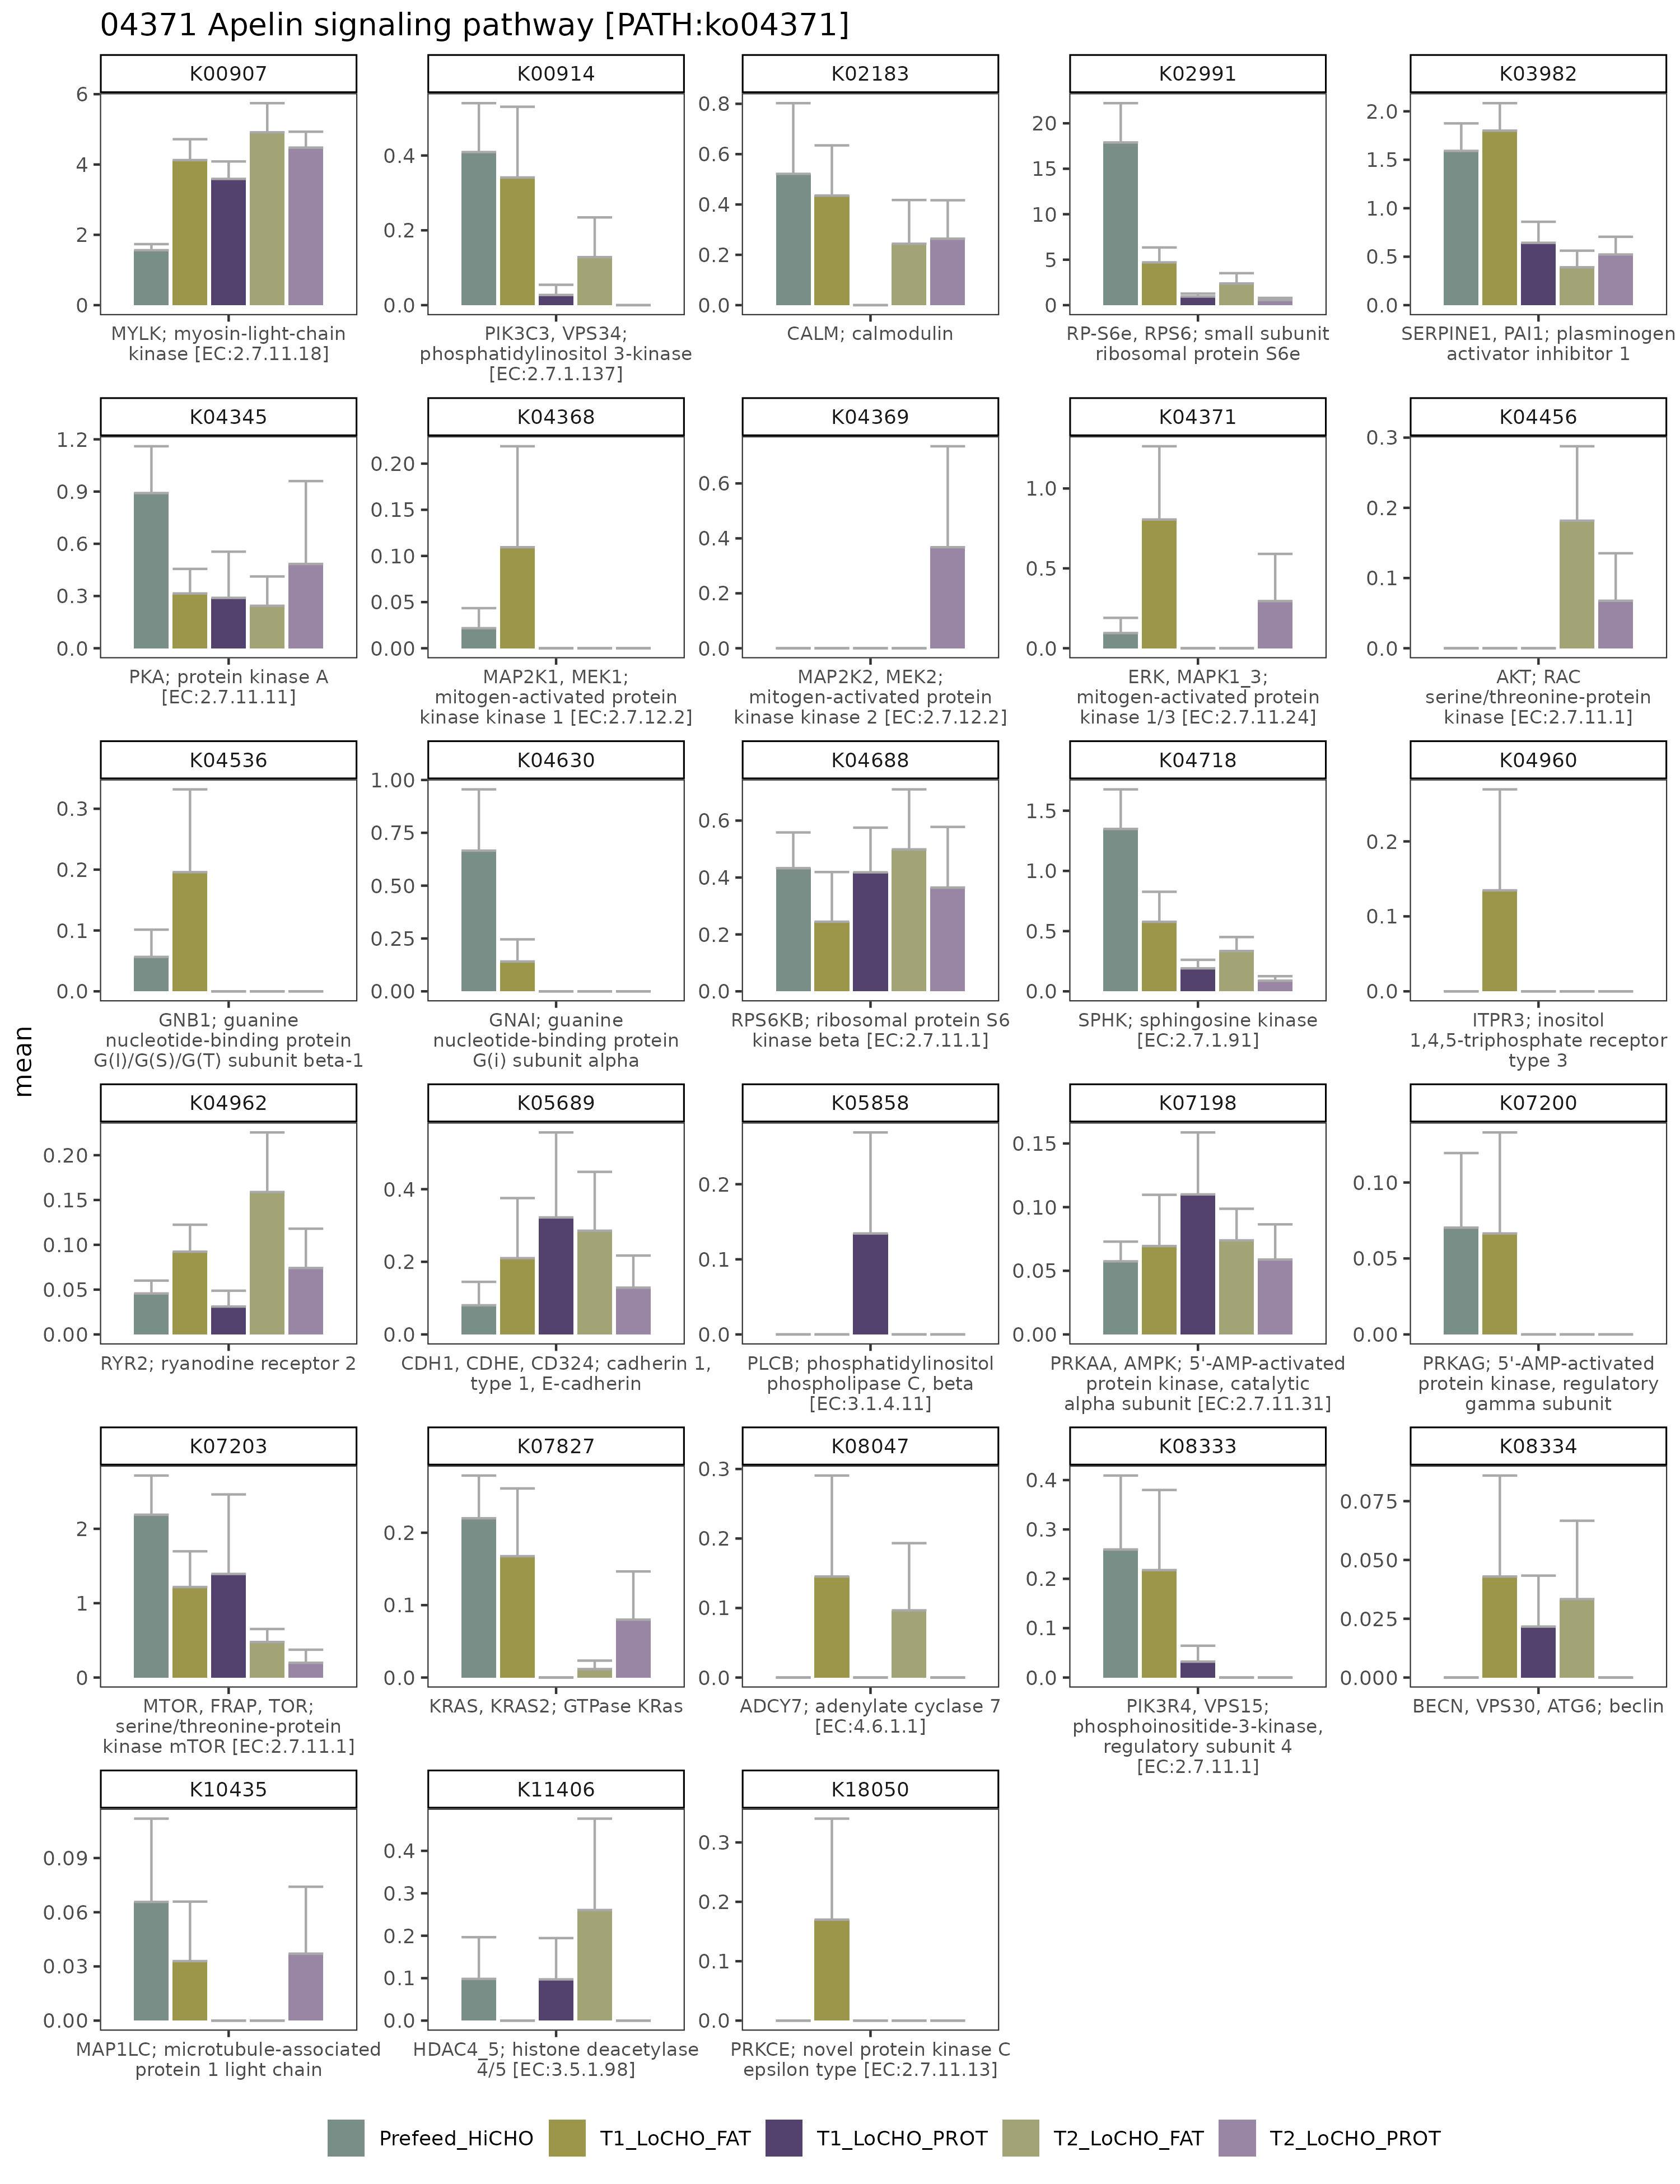 04371 Apelin signaling pathway [PATH:ko04371]
K00907
K00914
K02183
K02991
K03982
6
4
2
0
0.4
0.2
0.0
0.8
0.6
0.4
0.2
0.0
20
15
10
5
0
2.0
1.5
1.0
0.5
0.0
MYLK; myosin-light-chain
kinase [EC:2.7.11.18]
PIK3C3, VPS34;
phosphatidylinositol 3-kinase
[EC:2.7.1.137]
CALM; calmodulin
RP-S6e, RPS6; small subunit
ribosomal protein S6e
SERPINE1, PAI1; plasminogen
activator inhibitor 1
K04345
K04368
K04369
K04371
K04456
1.2
0.9
0.6
0.3
0.0
0.20
0.15
0.10
0.05
0.00
0.6
0.4
0.2
0.0
1.0
0.5
0.0
0.3
0.2
0.1
0.0
PKA; protein kinase A
[EC:2.7.11.11]
MAP2K1, MEK1;
mitogen-activated protein
kinase kinase 1 [EC:2.7.12.2]
MAP2K2, MEK2;
mitogen-activated protein
kinase kinase 2 [EC:2.7.12.2]
ERK, MAPK1_3;
mitogen-activated protein
kinase 1/3 [EC:2.7.11.24]
AKT; RAC
serine/threonine-protein
kinase [EC:2.7.11.1]
K04536
K04630
K04688
K04718
K04960
0.3
0.2
0.1
0.0
1.00
0.75
0.50
0.25
0.00
0.6
0.4
0.2
0.0
1.5
1.0
0.5
0.0
0.2
0.1
0.0
GNB1; guanine
nucleotide-binding protein
G(I)/G(S)/G(T) subunit beta-1
GNAI; guanine
nucleotide-binding protein
G(i) subunit alpha
RPS6KB; ribosomal protein S6
kinase beta [EC:2.7.11.1]
SPHK; sphingosine kinase
[EC:2.7.1.91]
ITPR3; inositol
1,4,5-triphosphate receptor
type 3
mean
K04962
K05689
K05858
K07198
K07200
0.20
0.15
0.10
0.05
0.00
0.4
0.2
0.0
0.2
0.1
0.0
0.15
0.10
0.05
0.00
0.10
0.05
0.00
RYR2; ryanodine receptor 2
CDH1, CDHE, CD324; cadherin 1,
type 1, E-cadherin
PLCB; phosphatidylinositol
phospholipase C, beta
[EC:3.1.4.11]
PRKAA, AMPK; 5'-AMP-activated
protein kinase, catalytic
alpha subunit [EC:2.7.11.31]
PRKAG; 5'-AMP-activated
protein kinase, regulatory
gamma subunit
K07203
K07827
K08047
K08333
K08334
2
1
0
0.2
0.1
0.0
0.3
0.2
0.1
0.0
0.4
0.3
0.2
0.1
0.0
0.075
0.050
0.025
0.000
MTOR, FRAP, TOR;
serine/threonine-protein
kinase mTOR [EC:2.7.11.1]
KRAS, KRAS2; GTPase KRas
ADCY7; adenylate cyclase 7
[EC:4.6.1.1]
PIK3R4, VPS15;
phosphoinositide-3-kinase,
regulatory subunit 4
[EC:2.7.11.1]
BECN, VPS30, ATG6; beclin
K10435
K11406
K18050
0.09
0.06
0.03
0.00
0.4
0.3
0.2
0.1
0.0
0.3
0.2
0.1
0.0
MAP1LC; microtubule-associated
protein 1 light chain
HDAC4_5; histone deacetylase
4/5 [EC:3.5.1.98]
PRKCE; novel protein kinase C
epsilon type [EC:2.7.11.13]
Prefeed_HiCHO
T1_LoCHO_FAT
T1_LoCHO_PROT
T2_LoCHO_FAT
T2_LoCHO_PROT